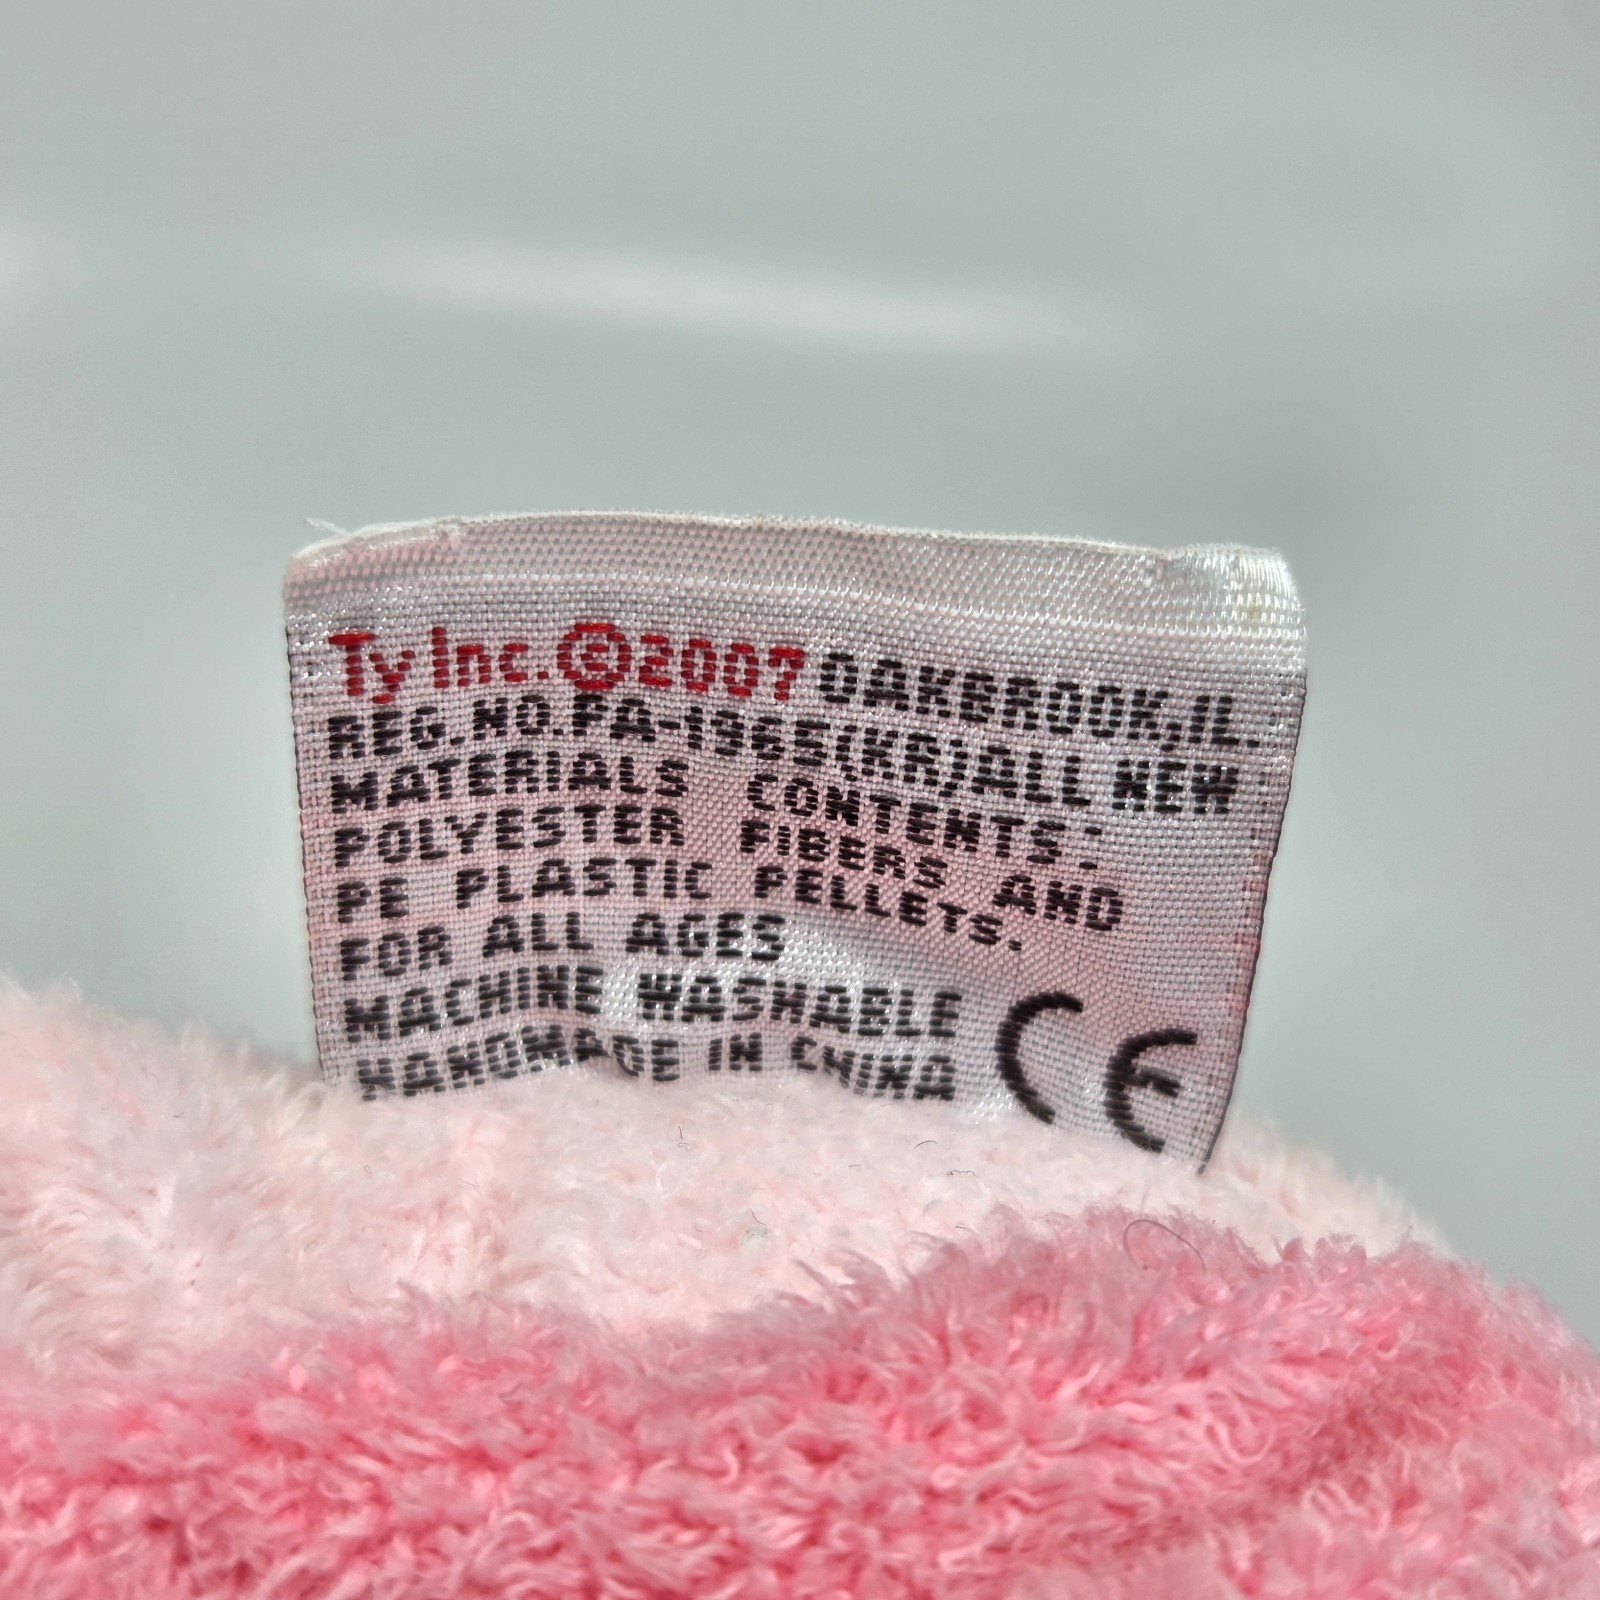 Ty Inc.©2007 OAKBROOK,IL.
REG.NO.PA-1965(KR)ALL NEW
MATERIALS CONTENTS:
POLYESTER FIBERS AND
PE PLASTIC PELLETS.
FOR ALL AGES
MACHINE WASHABLE
HANDMADE IN CHINA
CE